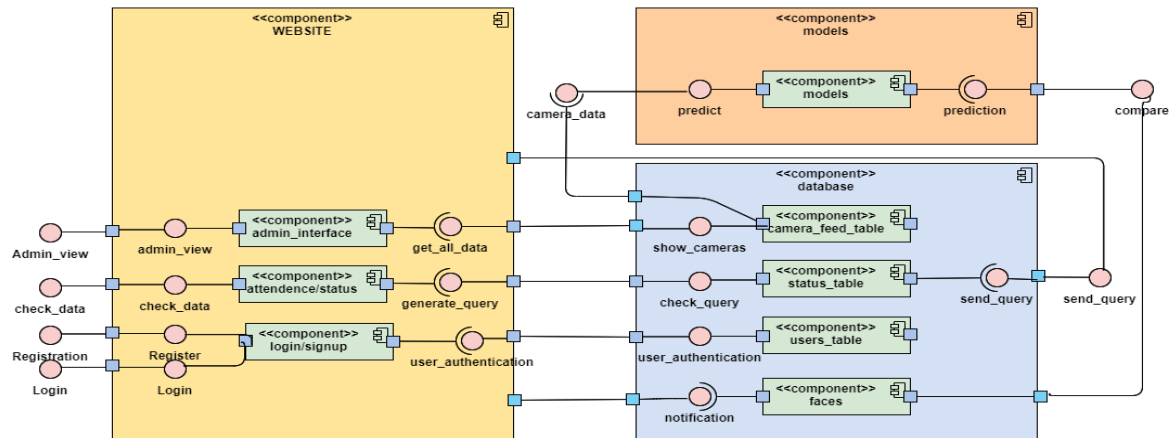 <<component>>
WEBSITE
<<component>>
models
<<component>>
models
camera_data
predict
prediction
compare
<<component>>
database
<<component>>
admin_interface
<<component>>
camera_feed_table
Admin_view
admin_view
get_all_data
show_cameras
<<component>>
attendence/status
<<component>>
status_table
check_data
check_data
generate_query
check_query
send_query
send_query
<<component>>
login/signup
<<component>>
users_table
Registration
Register
user_authentication
user_authentication
Login
Login
<<component>>
faces
notification